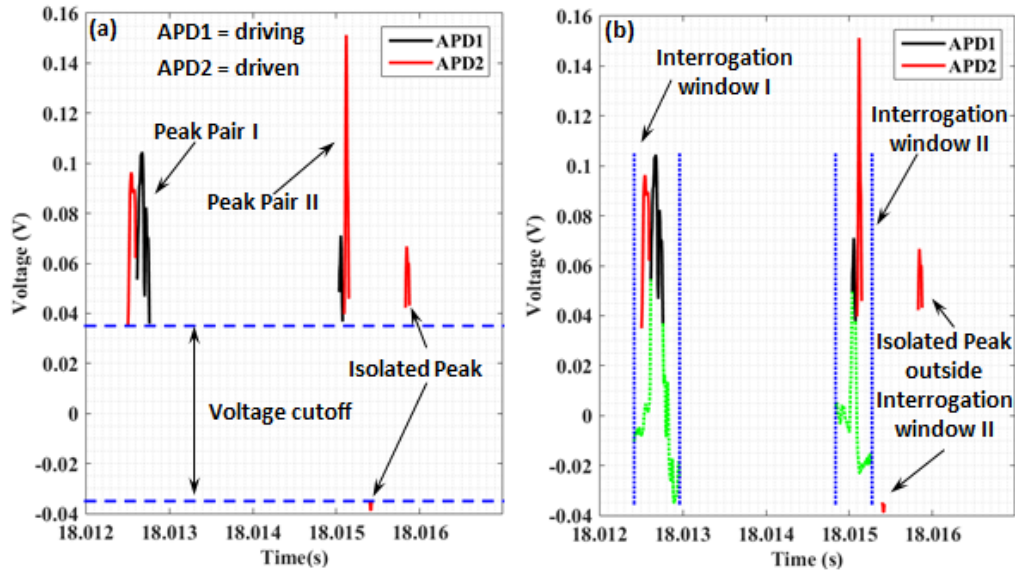 (a)
APD1 = driving
APD2 = driven
APD1
APD2
Peak Pair I
Peak Pair II
Isolated Peak
Voltage cutoff
0.16
0.14
0.12
0.1
0.08
0.06
0.04
0.02
0
-0.02
-0.04
Voltage (V)
18.012
18.013
18.014
18.015
18.016
Time(s)
(b)
APD1
APD2
Interrogation
window I
Interrogation
window II
Isolated Peak
outside
Interrogation
window II
0.16
0.14
0.12
0.1
0.08
0.06
0.04
0.02
0
-0.02
-0.04
Voltage (V)
18.012
18.013
18.014
18.015
18.016
Time (s)